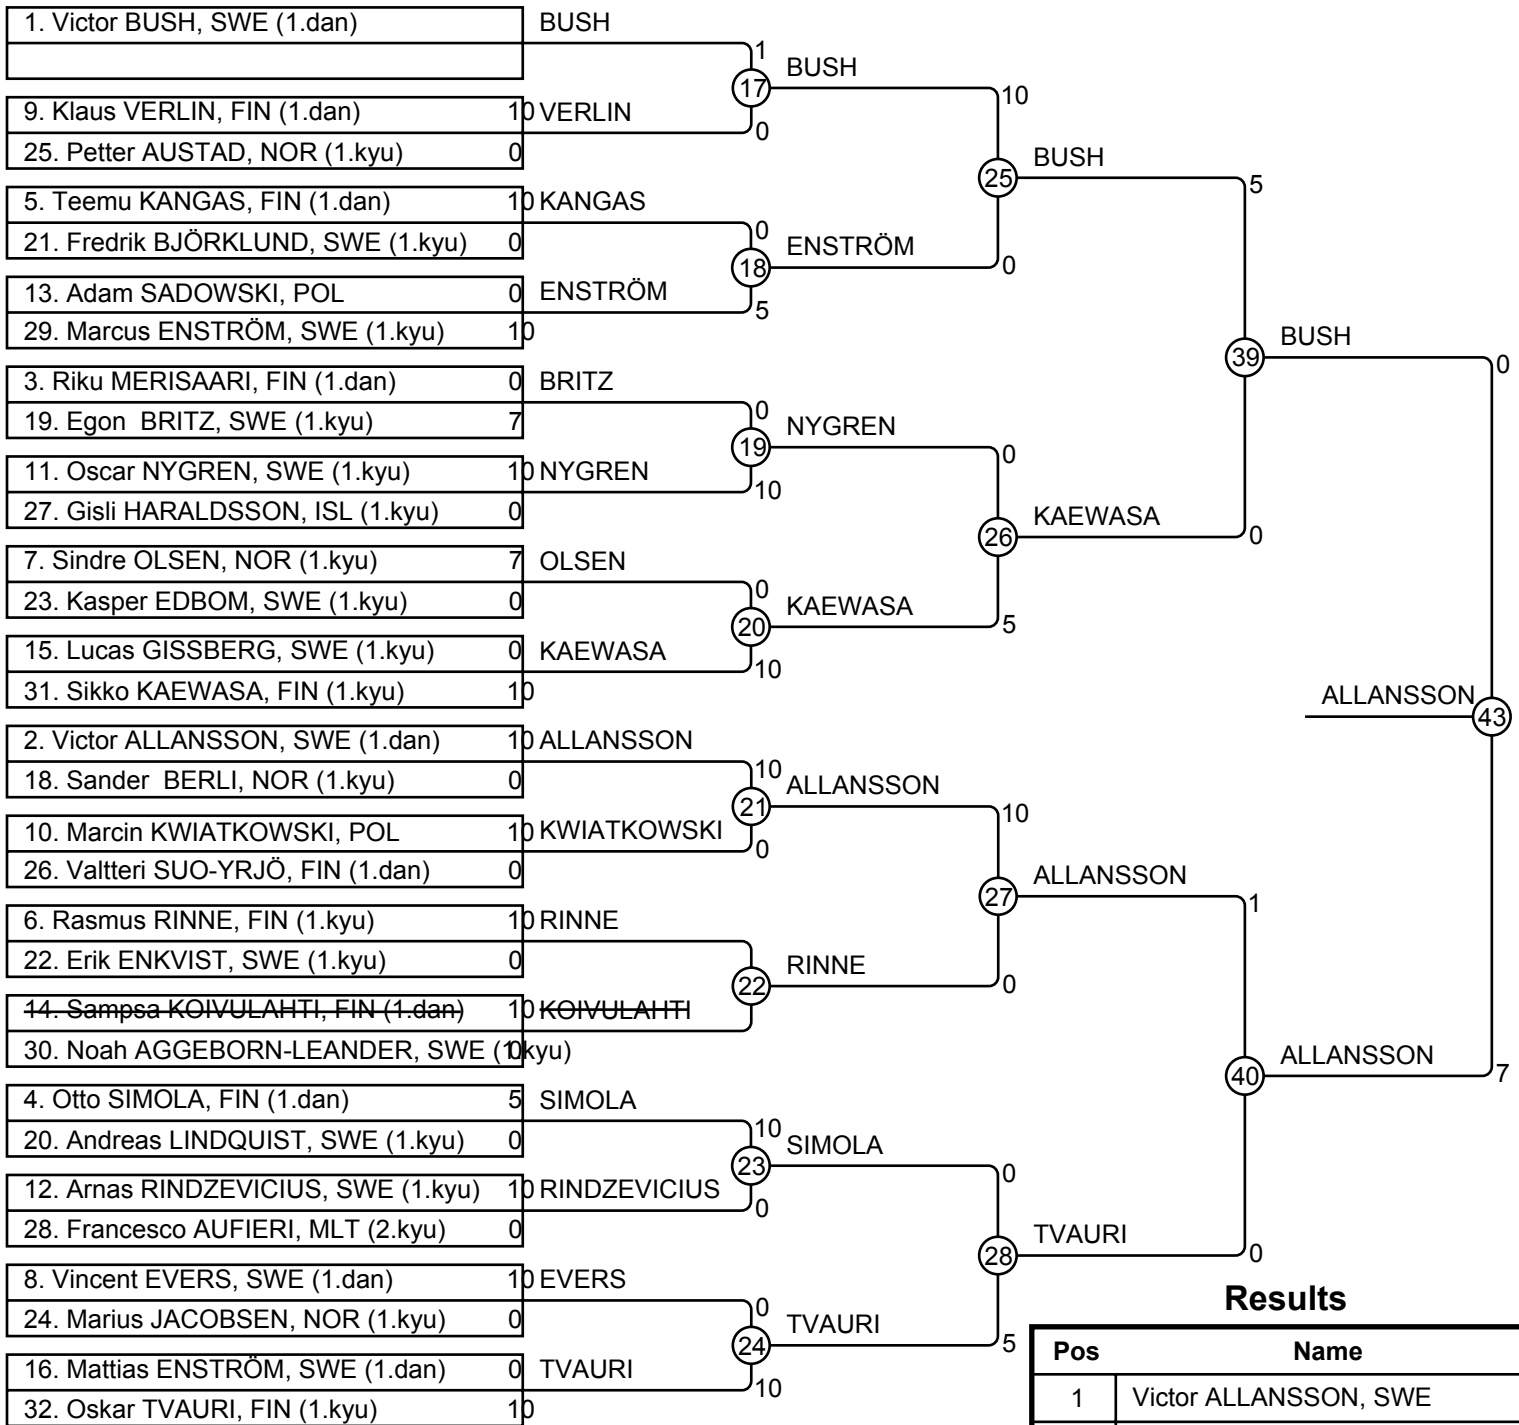 1. Victor BUSH, SWE (1.dan)
9. Klaus VERLIN, FIN (1.dan) 10
25. Petter AUSTAD, NOR (1.kyu) 0
5. Teemu KANGAS, FIN (1.dan) 10
21. Fredrik BJÖRKLUND, SWE (1.kyu) 0
13. Adam SADOWSKI, POL 0
29. Marcus ENSTRÖM, SWE (1.kyu) 10
3. Riku MERISAARI, FIN (1.dan) 0
19. Egon BRITZ, SWE (1.kyu) 7
11. Oscar NYGREN, SWE (1.kyu) 10
27. Gisli HARALDSSON, ISL (1.kyu) 0
7. Sindre OLSEN, NOR (1.kyu) 7
23. Kasper EDBOM, SWE (1.kyu) 0
15. Lucas GISSBERG, SWE (1.kyu) 0
31. Sikko KAEWASA, FIN (1.kyu) 10
2. Victor ALLANSSON, SWE (1.dan) 10
18. Sander BERLI, NOR (1.kyu) 0
10. Marcin KWIATKOWSKI, POL 10
26. Valtteri SUO-YRJÖ, FIN (1.dan) 0
6. Rasmus RINNE, FIN (1.kyu) 10
22. Erik ENKVIST, SWE (1.kyu) 0
14. Sampsa KOIVULAHTI, FIN (1.dan) 10
30. Noah AGGEBORN-LEANDER, SWE (1.kyu) 0
4. Otto SIMOLA, FIN (1.dan) 5
20. Andreas LINDQUIST, SWE (1.kyu) 0
12. Arnas RINDZEVICIUS, SWE (1.kyu) 10
28. Francesco AUFIERI, MLT (2.kyu) 0
8. Vincent EVERS, SWE (1.dan) 10
24. Marius JACOBSEN, NOR (1.kyu) 0
16. Mattias ENSTRÖM, SWE (1.dan) 0
32. Oskar TVAURI, FIN (1.kyu) 10
BUSH
1
17
VERLIN
0
KANGAS
0
18
ENSTRÖM
5
BRITZ
0
19
NYGREN
10
OLSEN
0
20
KAEWASA
10
ALLANSSON
10
21
KWIATKOWSKI
0
RINNE
22
KOIVULAHTI
SIMOLA
10
23
RINDZEVICIUS
0
EVERS
0
24
TVAURI
10
BUSH
10
25
ENSTRÖM
0
NYGREN
0
26
KAEWASA
5
ALLANSSON
10
27
RINNE
0
SIMOLA
0
28
TVAURI
5
BUSH
5
39
KAEWASA
0
ALLANSSON
1
40
TVAURI
0
BUSH
0
ALLANSSON
43
ALLANSSON
7
Results
Pos Name
1 Victor ALLANSSON, SWE